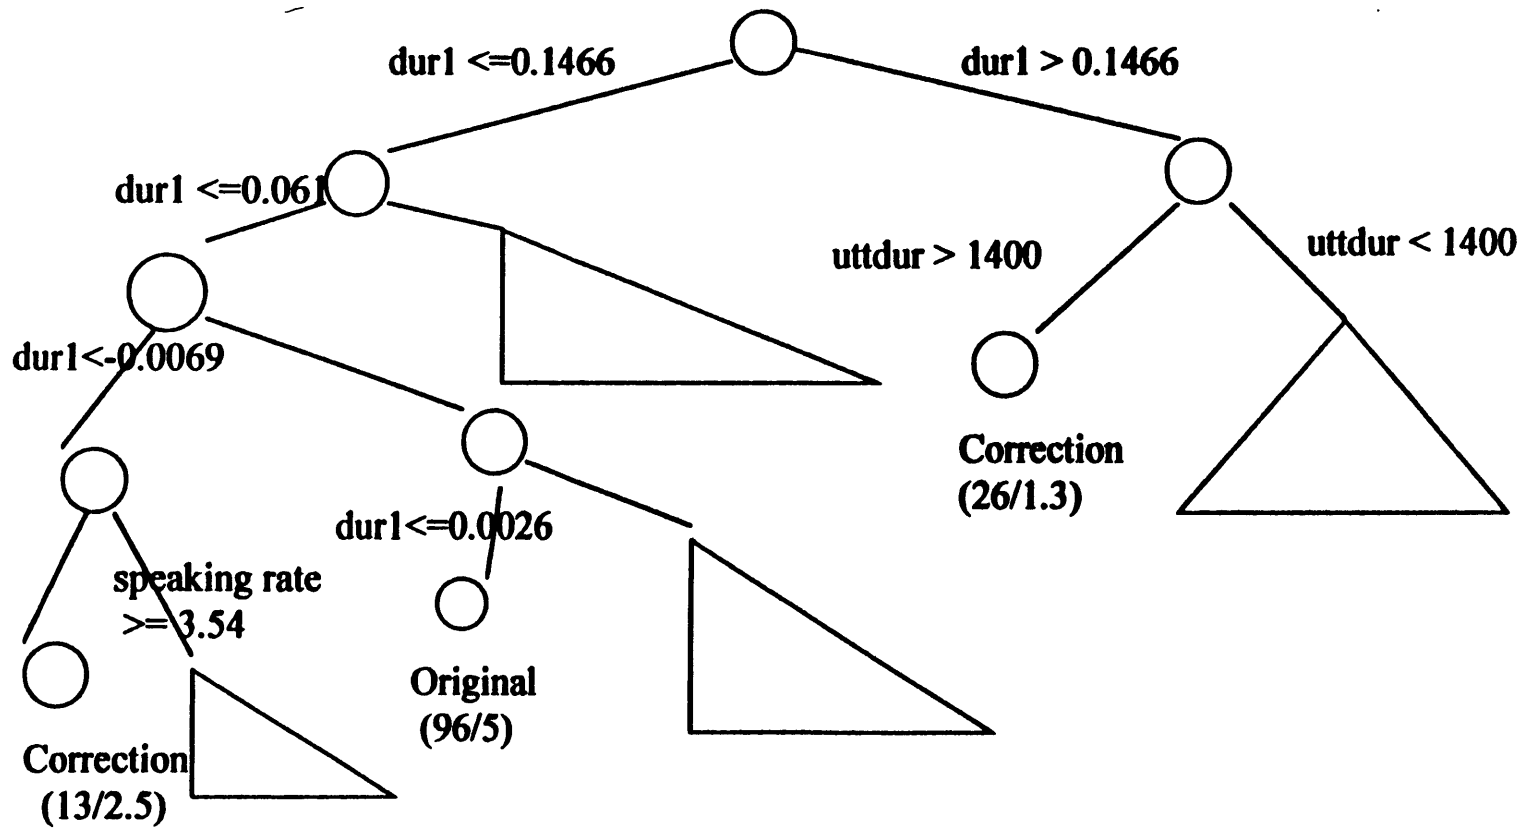 dur1 <=0.1466
dur1 > 0.1466
dur1 <=0.061
uttdur > 1400
uttdur < 1400
dur1<-0.0069
Correction
(26/1.3)
dur1<=0.0026
speaking rate
>= 3.54
Original
(96/5)
Correction
(13/2.5)